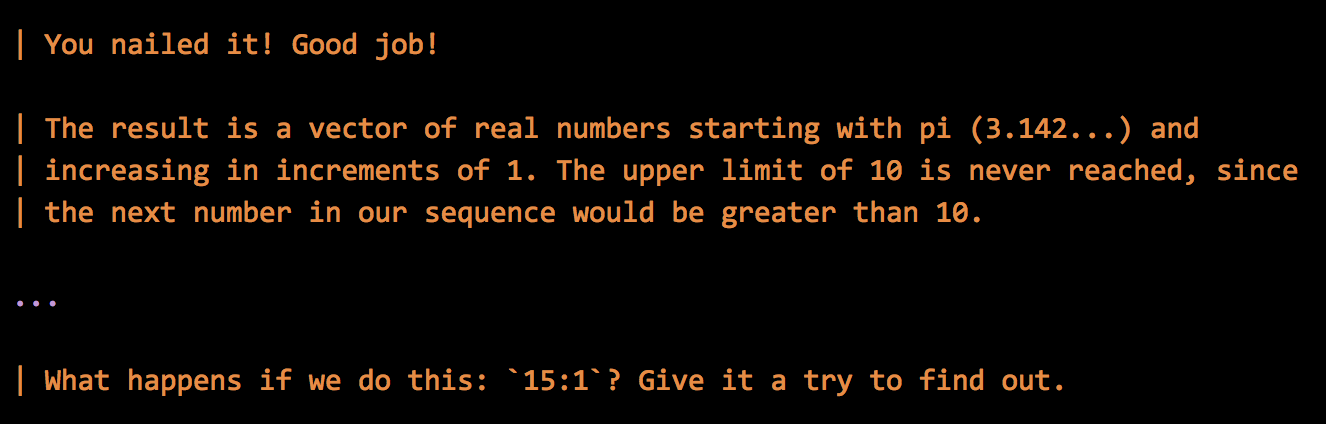 | You nailed it! Good job!
| The result is a vector of real numbers starting with pi (3.142...) and
| increasing in increments of 1. The upper limit of 10 is never reached, since
| the next number in our sequence would be greater than 10.
...
| What happens if we do this: `15:1`? Give it a try to find out.